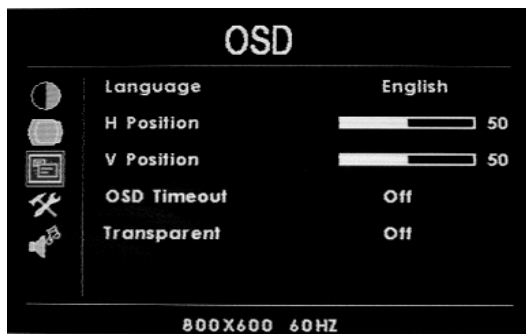 OSD
Language English
H Position 50
V Position 50
OSD Timeout Off
Transparent Off
800X600 60HZ